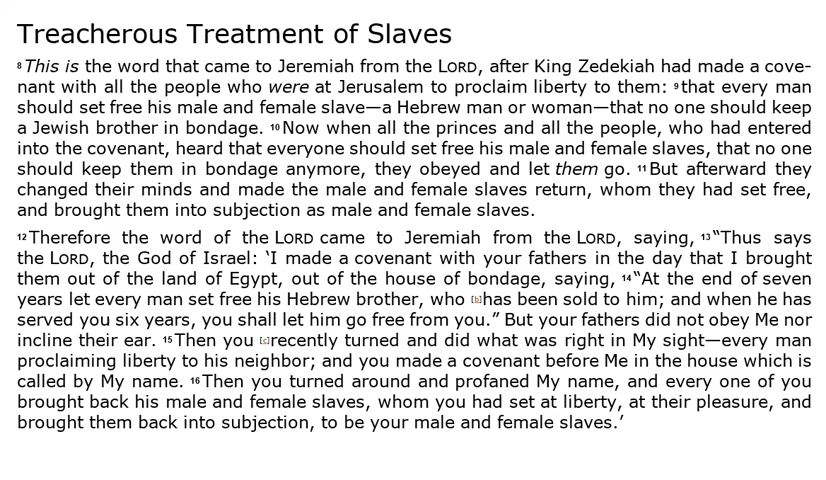 Treacherous Treatment of Slaves
8 This is the word that came to Jeremiah from the LORD, after King Zedekiah had made a cove-
nant with all the people who were at Jerusalem to proclaim liberty to them: 9 that every man
should set free his male and female slave—a Hebrew man or woman—that no one should keep
a Jewish brother in bondage. 10 Now when all the princes and all the people, who had entered
into the covenant, heard that everyone should set free his male and female slaves, that no one
should keep them in bondage anymore, they obeyed and let them go. 11 But afterward they
changed their minds and made the male and female slaves return, whom they had set free,
and brought them into subjection as male and female slaves.
12 Therefore the word of the LORD came to Jeremiah from the LORD, saying, 13 “Thus says
the LORD, the God of Israel: ‘I made a covenant with your fathers in the day that I brought
them out of the land of Egypt, out of the house of bondage, saying, 14 “At the end of seven
years let every man set free his Hebrew brother, who [b]has been sold to him; and when he has
served you six years, you shall let him go free from you.” But your fathers did not obey Me nor
incline their ear. 15 Then you [c]recently turned and did what was right in My sight—every man
proclaiming liberty to his neighbor; and you made a covenant before Me in the house which is
called by My name. 16 Then you turned around and profaned My name, and every one of you
brought back his male and female slaves, whom you had set at liberty, at their pleasure, and
brought them back into subjection, to be your male and female slaves.’